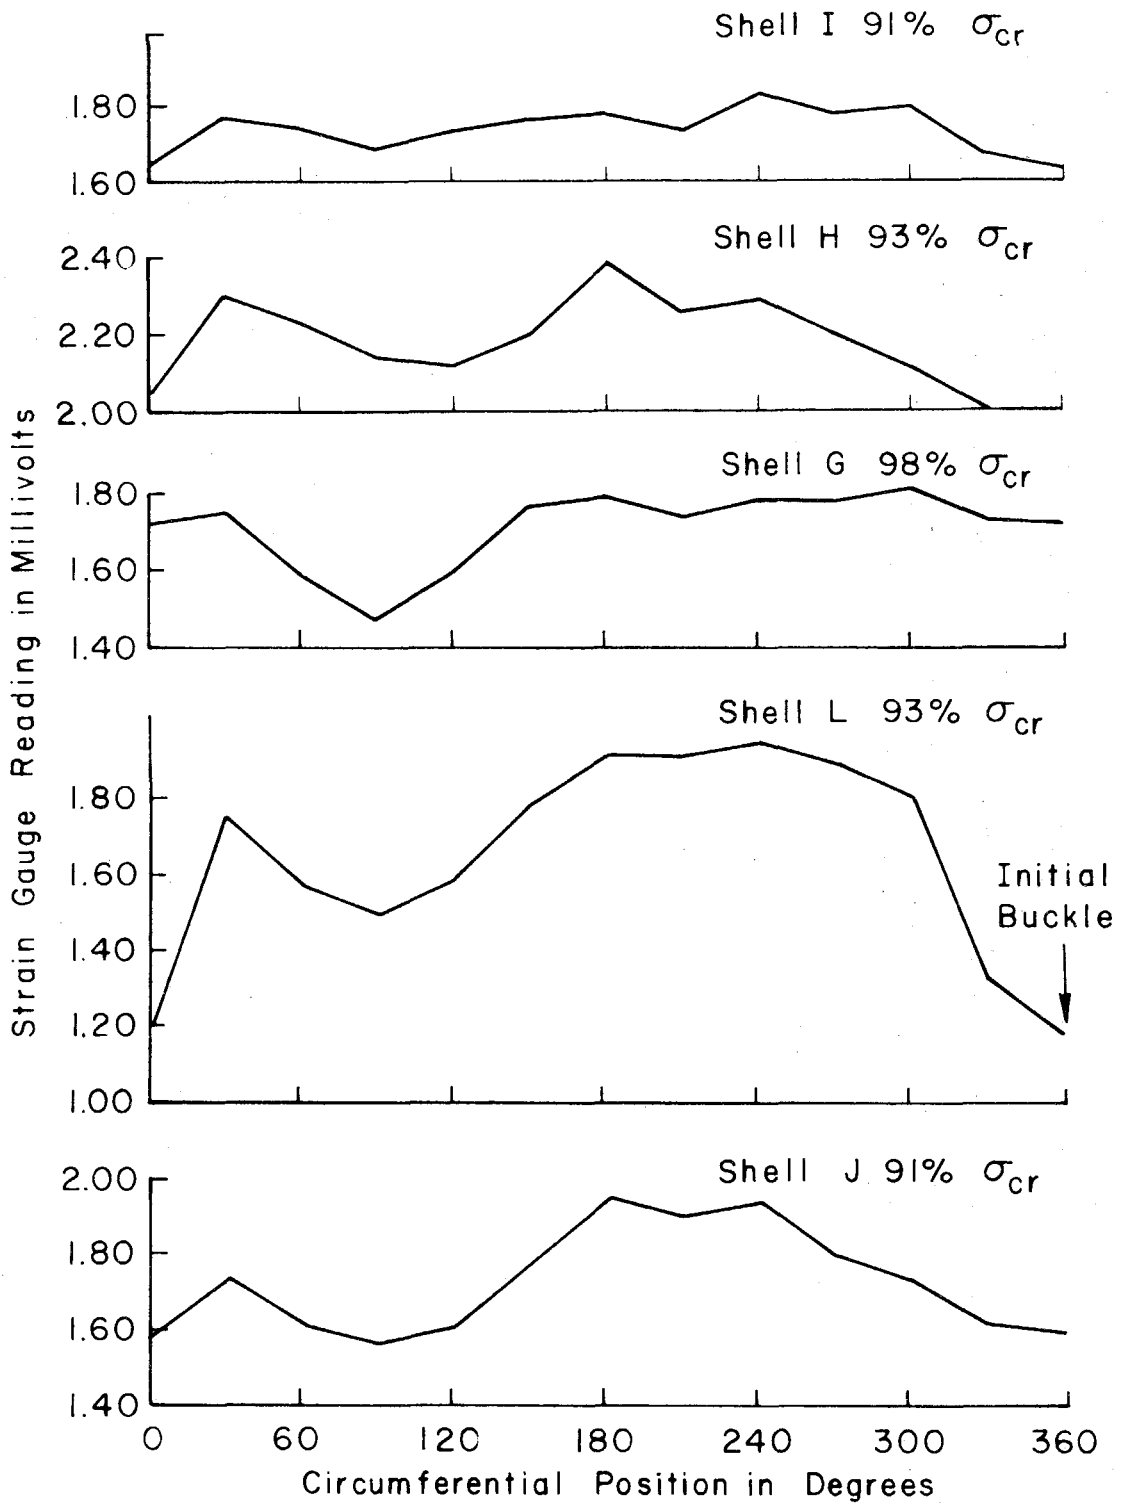 Shell I 91% σcr
1.80
1.60
Shell H 93% σcr
2.40
2.20
2.00
Shell G 98% σcr
1.80
1.60
1.40
Shell L 93% σcr
1.80
1.60
1.40
1.20
1.00
Initial
Buckle
Shell J 91% σcr
2.00
1.80
1.60
1.40
0 60 120 180 240 300 360
Circumferential Position in Degrees
Strain Gauge Reading in Millivolts